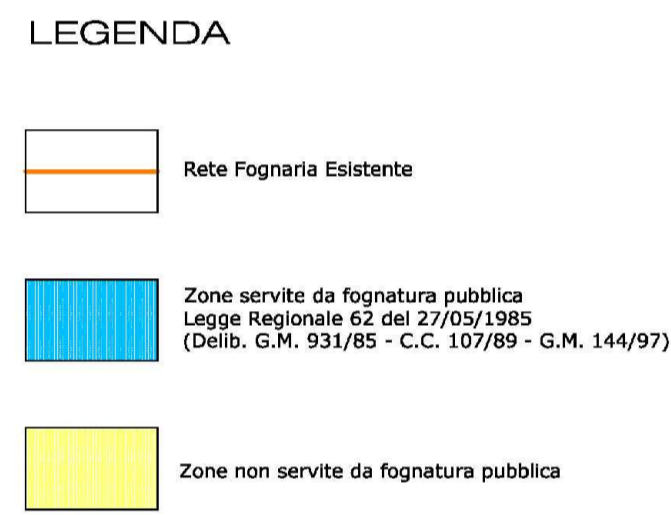 LEGENDA
Rete Fognaria Esistente
Zone servite da fognatura pubblica
Legge Regionale 62 del 27/05/1985
(Delib. G.M. 931/85 - C.C. 107/89 - G.M. 144/97)
Zone non servite da fognatura pubblica